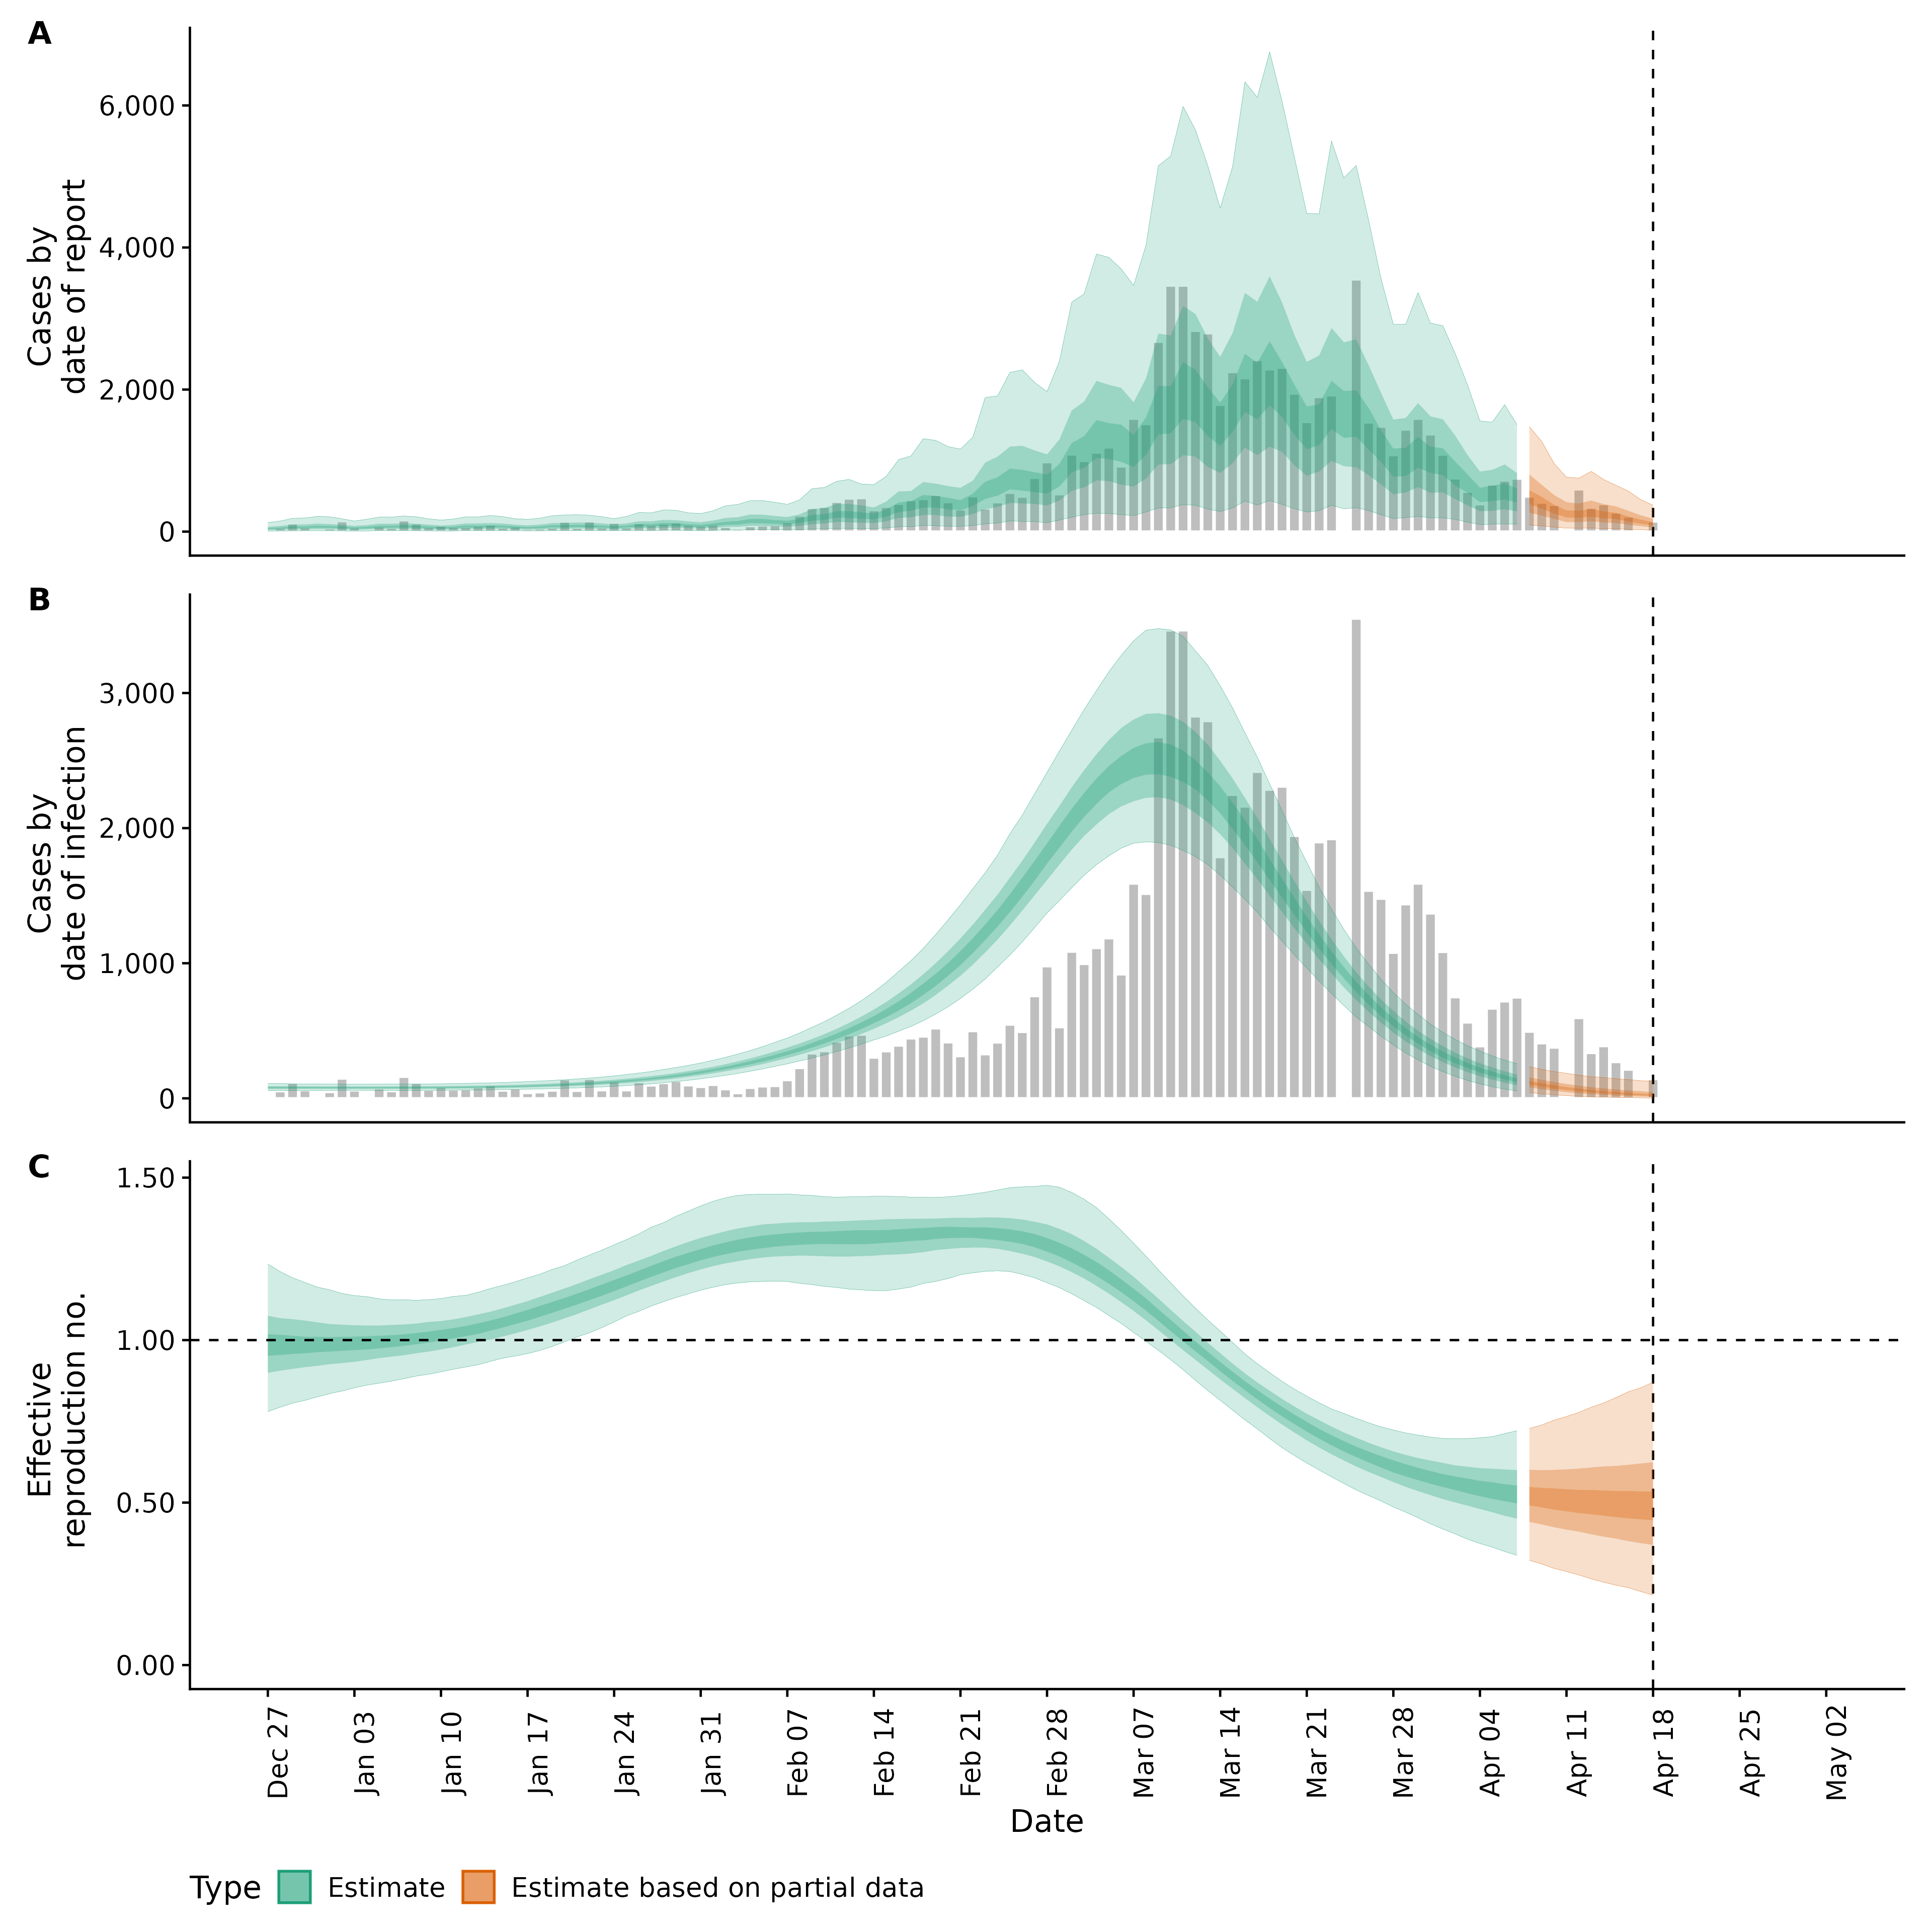 A
Cases by
date of report
6,000
4,000
2,000
0
B
Cases by
date of infection
3,000
2,000
1,000
0
C
Effective
reproduction no.
1.50
1.00
0.50
0.00
Dec 27
Jan 03
Jan 10
Jan 17
Jan 24
Jan 31
Feb 07
Feb 14
Feb 21
Feb 28
Mar 07
Mar 14
Mar 21
Mar 28
Apr 04
Apr 11
Apr 18
Apr 25
May 02
Date
Type Estimate Estimate based on partial data